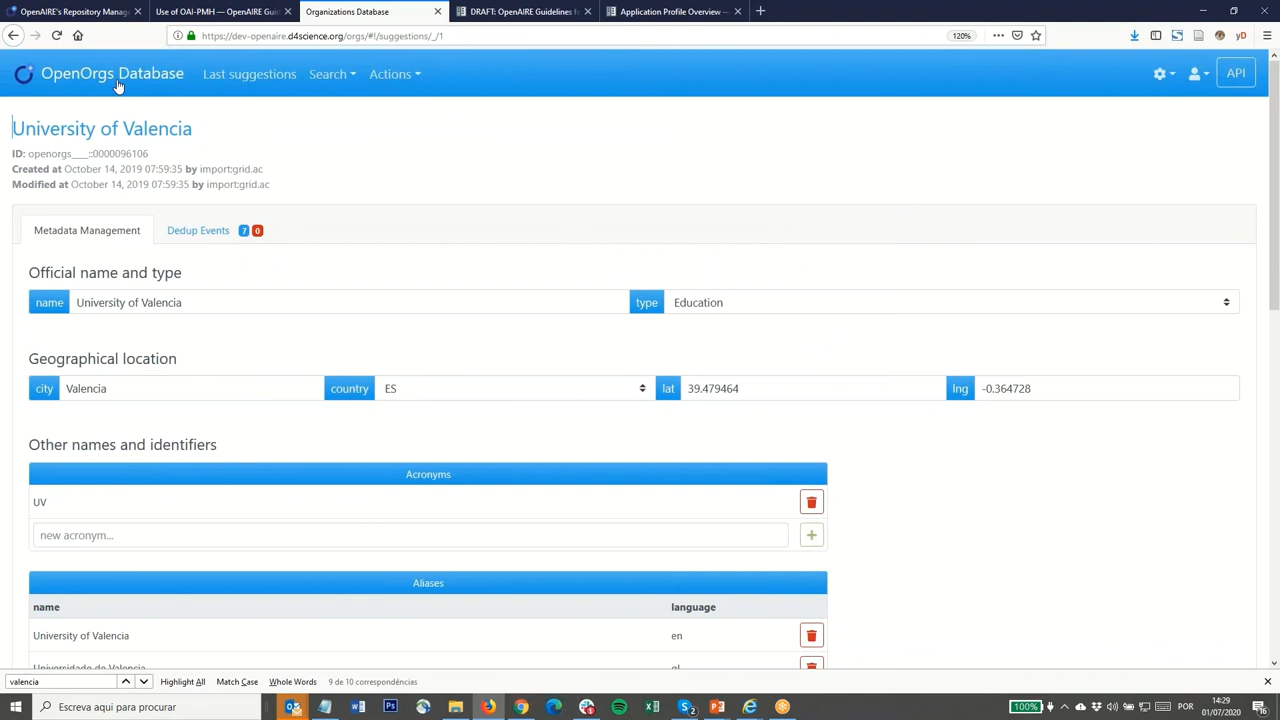 OpenAIRE's Repository Manag
Use of OAI-PMH — OpenAIRE Gui
Organizations Database
DRAFT: OpenAIRE Guidelines fo
Application Profile Overview —
https://dev-openaire.d4science.org/orgs/#!/suggestions/_/1
120%
OpenOrgs Database
Last suggestions
Search
Actions
API
University of Valencia
ID: openorgs____::0000096106
Created at October 14, 2019 07:59:35 by import:grid.ac
Modified at October 14, 2019 07:59:35 by import:grid.ac
Metadata Management
Dedup Events 7 0
Official name and type
name University of Valencia
type Education
Geographical location
city Valencia
country ES
lat 39.479464
lng -0.364728
Other names and identifiers
Acronyms
UV
new acronym...
Aliases
name language
University of Valencia en
Universidade de Valencia gl
valencia
Highlight All
Match Case
Whole Words
9 de 10 correspondências
Escreva aqui para procurar
100%
POR
14:29
01/07/2020
16